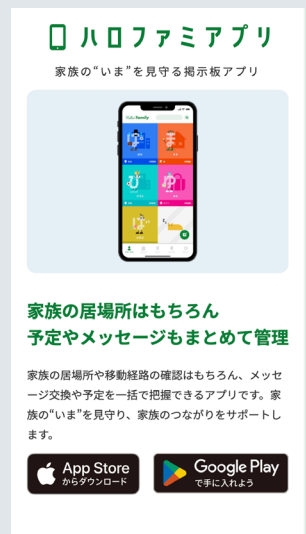 ハロファミアプリ
家族の“いま”を見守る掲示板アプリ
Hallo Family
ぱ
ま
ぴ
ゆ
ば
家族の居場所はもちろん
予定やメッセージもまとめて管理
家族の居場所や移動経路の確認はもちろん、メッセ
ージ交換や予定を一括で把握できるアプリです。家
族の“いま”を見守り、家族のつながりをサポートし
ます。
App Store
からダウンロード
Google Play
で手に入れよう